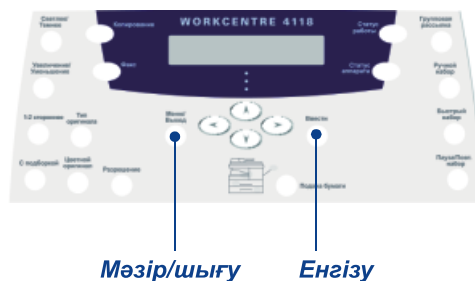 WORKCENTRE 4118
Светлее/
Темнее
Копирование
Статус
работы
Групповая
рассылка
Увеличение/
Уменьшение
Факс
Статус
аппарата
Ручной
набор
1-2 сторонние
Тип
оригинала
Меню/
Выход
Ввести
Быстрый
набор
С подборкой
Цветной
оригинал
Разрешение
Подача бумаги
Пауза/Повт.
набор
Мәзір/шығу
Енгізу